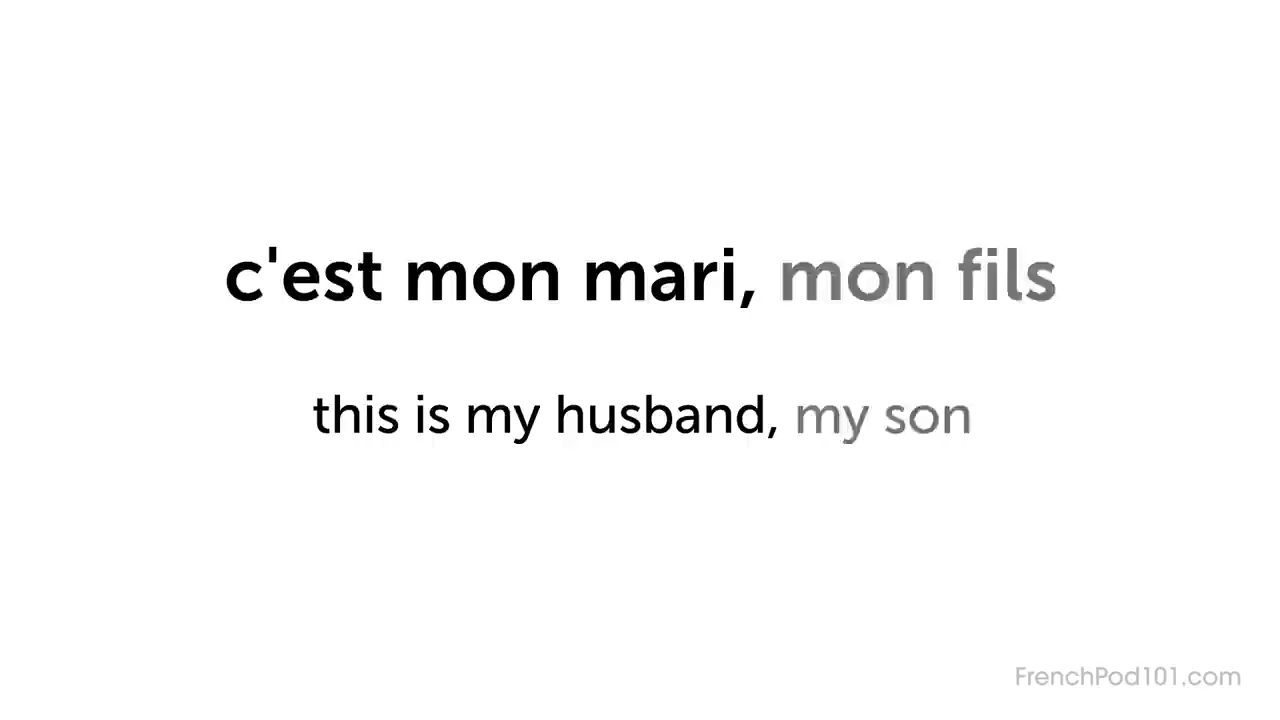 c'est mon mari, mon fils
this is my husband, my son
FrenchPod101.com